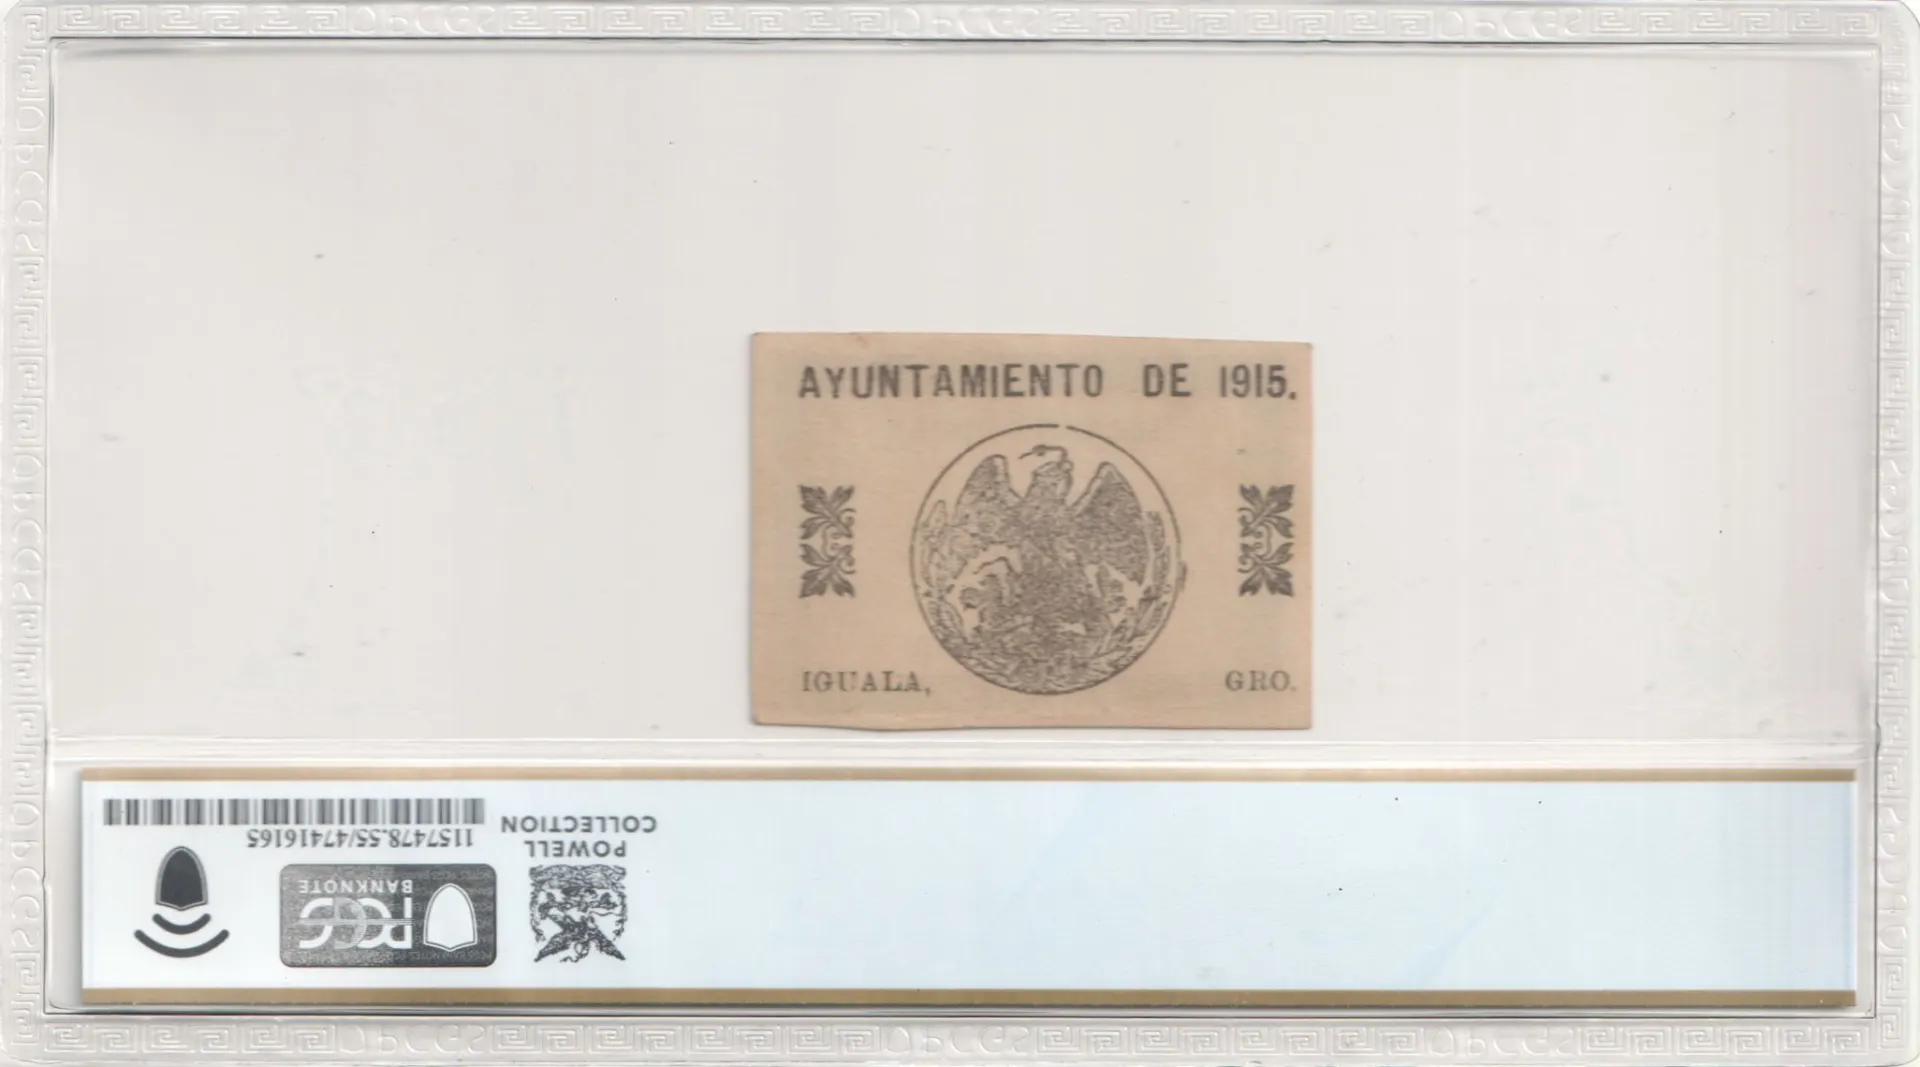 AYUNTAMIENTO DE 1915.
IGUALA, GRO.
1157478.55/47416165
POWELL
COLLECTION
PCGS
BANKNOTE